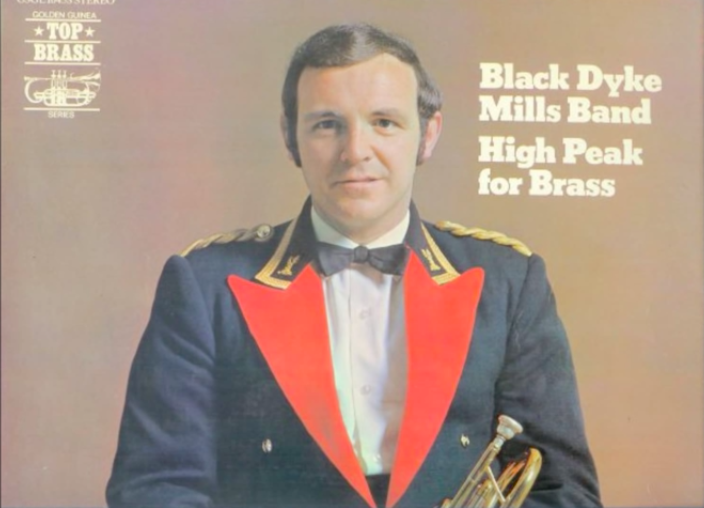 GOLDEN GUINEA
TOP
BRASS
SERIES
Black Dyke
Mills Band
High Peak
for Brass